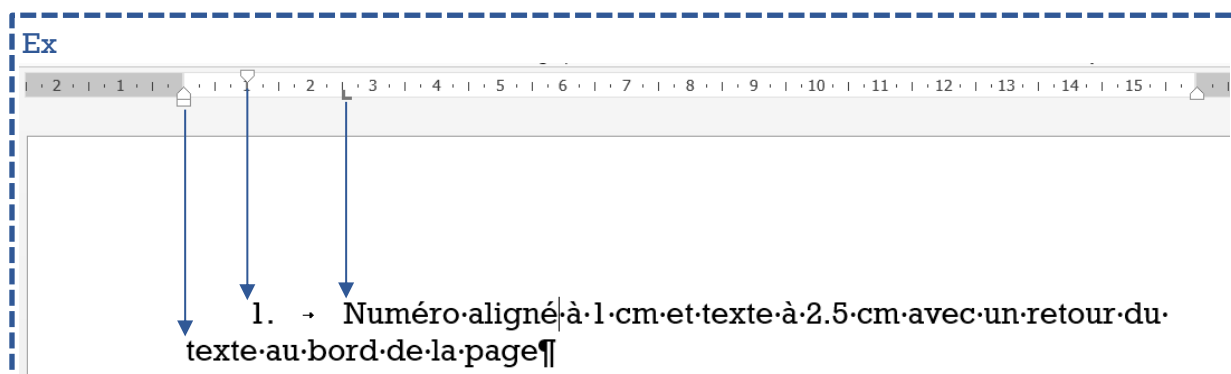 Ex
2 1 1 2 3 4 5 6 7 8 9 10 11 12 13 14 15
1. → Numéro·aligné·à·1·cm·et·texte·à·2.5·cm·avec·un·retour·du·
texte·au·bord·de·la·page¶